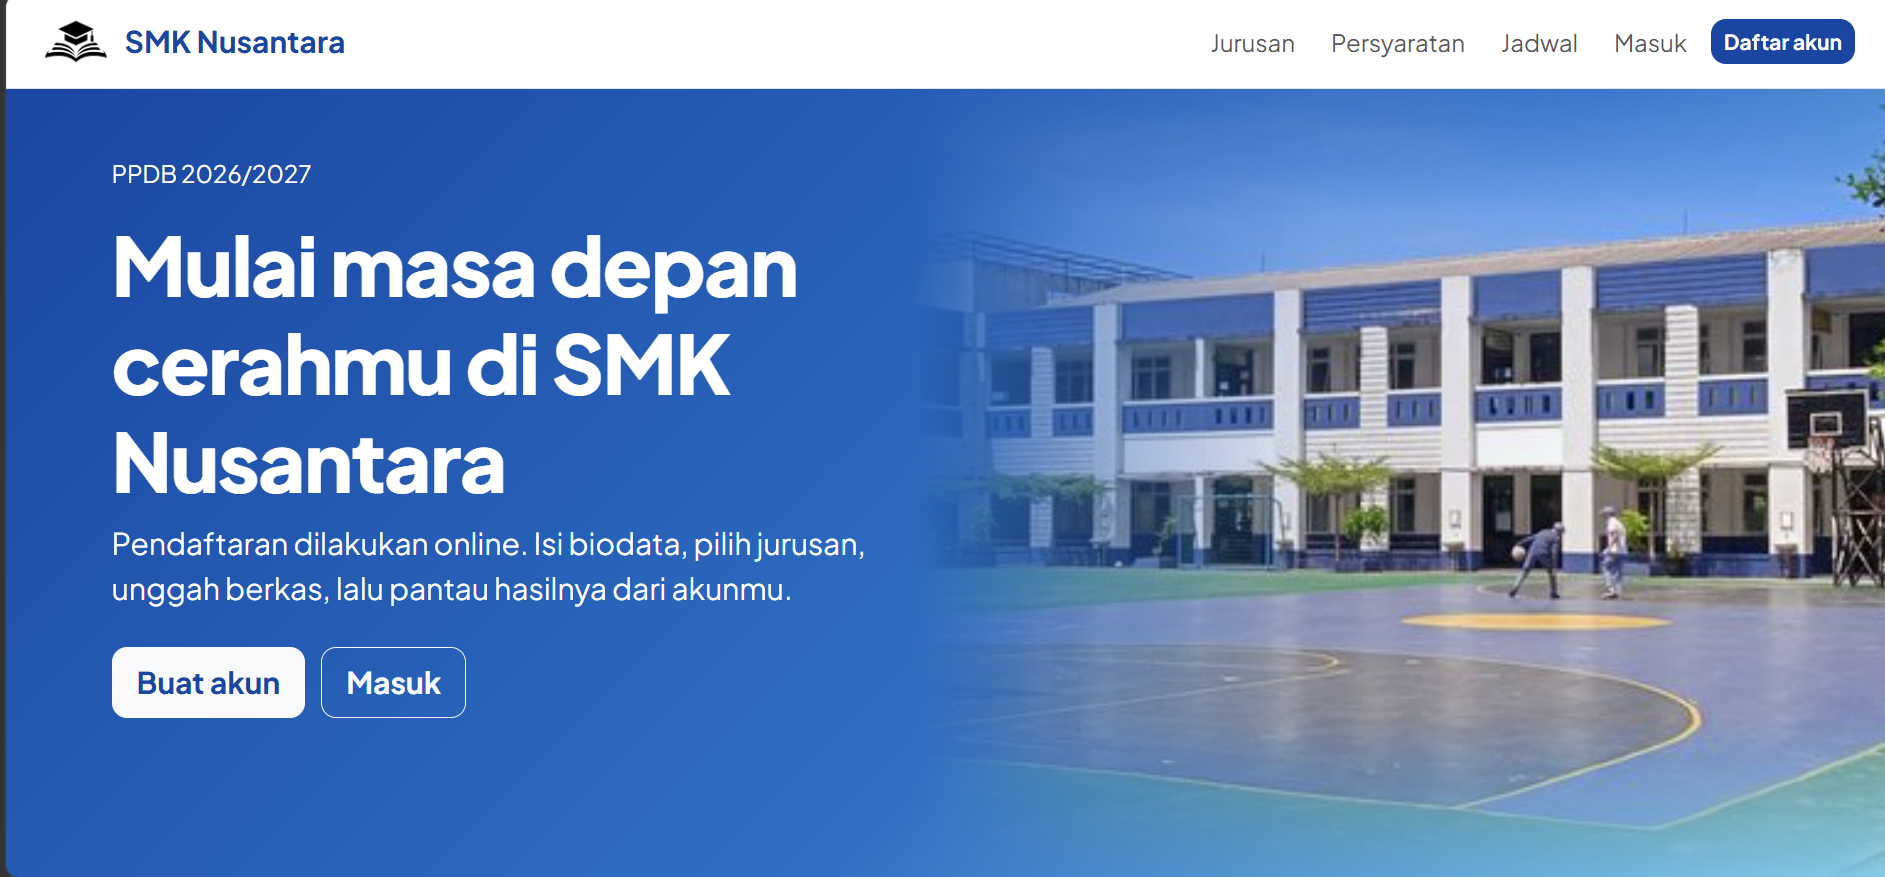 SMK Nusantara
Jurusan
Persyaratan
Jadwal
Masuk
Daftar akun
PPDB 2026/2027
Mulai masa depan
cerahmu di SMK
Nusantara
Pendaftaran dilakukan online. Isi biodata, pilih jurusan,
unggah berkas, lalu pantau hasilnya dari akunmu.
Buat akun
Masuk